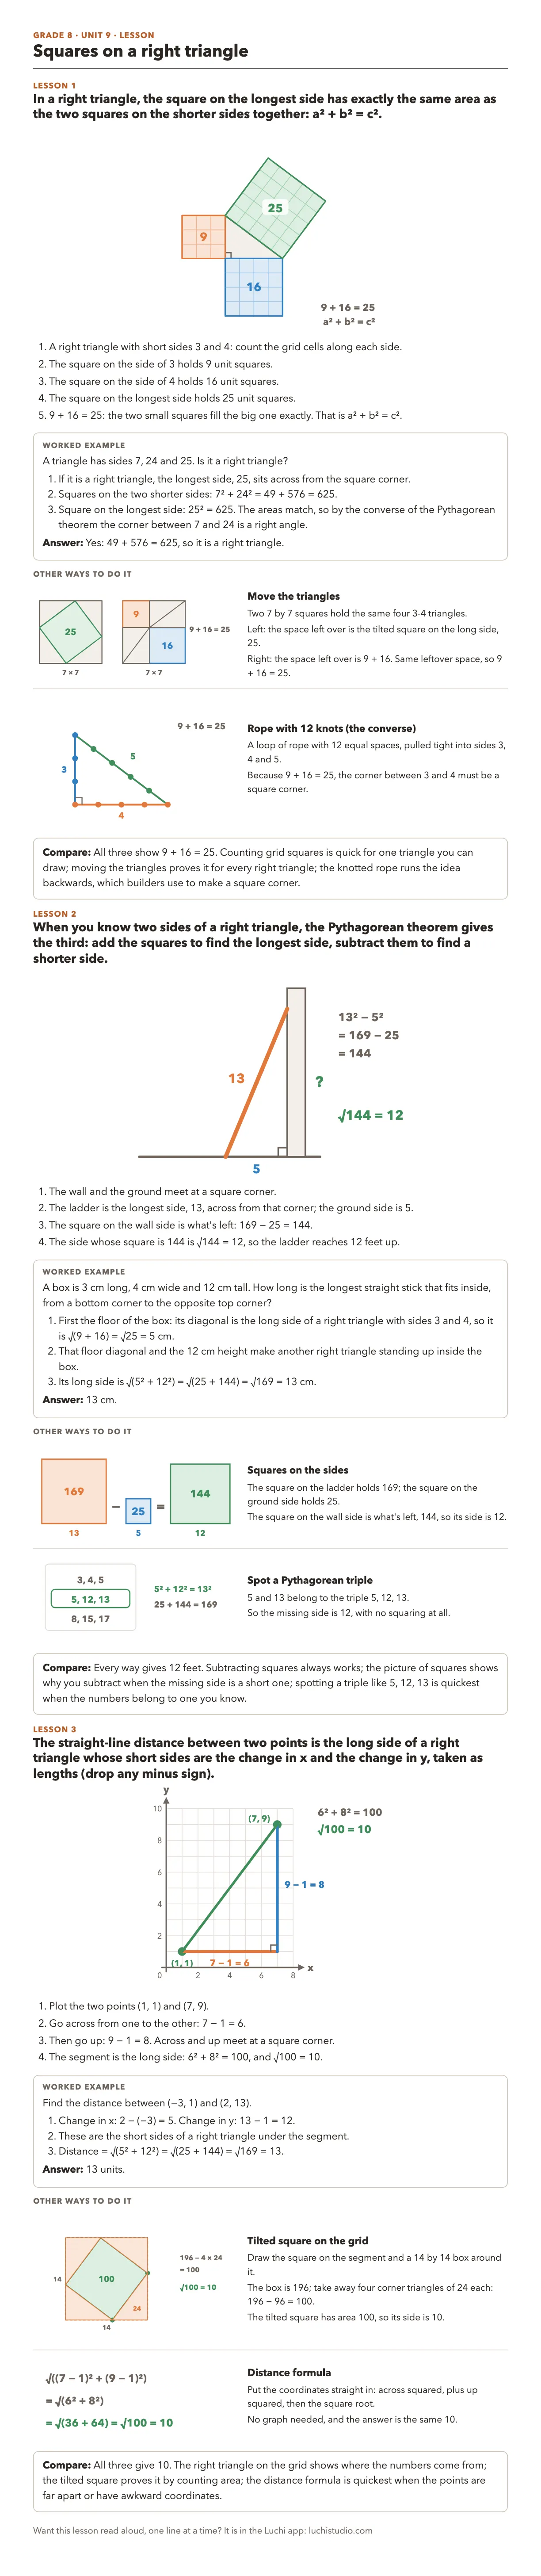 GRADE 8 · UNIT 9 · LESSON
Squares on a right triangle
LESSON 1
In a right triangle, the square on the longest side has exactly the same area as
the two squares on the shorter sides together: a² + b² = c².
25
9
16
9 + 16 = 25
a² + b² = c²
1. A right triangle with short sides 3 and 4: count the grid cells along each side.
2. The square on the side of 3 holds 9 unit squares.
3. The square on the side of 4 holds 16 unit squares.
4. The square on the longest side holds 25 unit squares.
5. 9 + 16 = 25: the two small squares fill the big one exactly. That is a² + b² = c².
WORKED EXAMPLE
A triangle has sides 7, 24 and 25. Is it a right triangle?
1. If it is a right triangle, the longest side, 25, sits across from the square corner.
2. Squares on the two shorter sides: 7² + 24² = 49 + 576 = 625.
3. Square on the longest side: 25² = 625. The areas match, so by the converse of the Pythagorean
theorem the corner between 7 and 24 is a right angle.
Answer: Yes: 49 + 576 = 625, so it is a right triangle.
OTHER WAYS TO DO IT
25
7 × 7
9
16
7 × 7
9 + 16 = 25
Move the triangles
Two 7 by 7 squares hold the same four 3-4 triangles.
Left: the space left over is the tilted square on the long side,
25.
Right: the space left over is 9 + 16. Same leftover space, so 9
+ 16 = 25.
9 + 16 = 25
3
5
4
Rope with 12 knots (the converse)
A loop of rope with 12 equal spaces, pulled tight into sides 3,
4 and 5.
Because 9 + 16 = 25, the corner between 3 and 4 must be a
square corner.
Compare: All three show 9 + 16 = 25. Counting grid squares is quick for one triangle you can
draw; moving the triangles proves it for every right triangle; the knotted rope runs the idea
backwards, which builders use to make a square corner.
LESSON 2
When you know two sides of a right triangle, the Pythagorean theorem gives
the third: add the squares to find the longest side, subtract them to find a
shorter side.
13² − 5²
= 169 − 25
= 144
13
?
√144 = 12
5
1. The wall and the ground meet at a square corner.
2. The ladder is the longest side, 13, across from that corner; the ground side is 5.
3. The square on the wall side is what's left: 169 − 25 = 144.
4. The side whose square is 144 is √144 = 12, so the ladder reaches 12 feet up.
WORKED EXAMPLE
A box is 3 cm long, 4 cm wide and 12 cm tall. How long is the longest straight stick that fits inside,
from a bottom corner to the opposite top corner?
1. First the floor of the box: its diagonal is the long side of a right triangle with sides 3 and 4, so it
is √(9 + 16) = √25 = 5 cm.
2. That floor diagonal and the 12 cm height make another right triangle standing up inside the
box.
3. Its long side is √(5² + 12²) = √(25 + 144) = √169 = 13 cm.
Answer: 13 cm.
OTHER WAYS TO DO IT
169
−
25
=
144
13
5
12
Squares on the sides
The square on the ladder holds 169; the square on the
ground side holds 25.
The square on the wall side is what's left, 144, so its side is 12.
3, 4, 5
5, 12, 13
8, 15, 17
5² + 12² = 13²
25 + 144 = 169
Spot a Pythagorean triple
5 and 13 belong to the triple 5, 12, 13.
So the missing side is 12, with no squaring at all.
Compare: Every way gives 12 feet. Subtracting squares always works; the picture of squares shows
why you subtract when the missing side is a short one; spotting a triple like 5, 12, 13 is quickest
when the numbers belong to one you know.
LESSON 3
The straight-line distance between two points is the long side of a right
triangle whose short sides are the change in x and the change in y, taken as
lengths (drop any minus sign).
y
10
8
6
4
2
0
2
4
6
8
x
(7, 9)
(1, 1)
7 − 1 = 6
9 − 1 = 8
6² + 8² = 100
√100 = 10
1. Plot the two points (1, 1) and (7, 9).
2. Go across from one to the other: 7 − 1 = 6.
3. Then go up: 9 − 1 = 8. Across and up meet at a square corner.
4. The segment is the long side: 6² + 8² = 100, and √100 = 10.
WORKED EXAMPLE
Find the distance between (−3, 1) and (2, 13).
1. Change in x: 2 − (−3) = 5. Change in y: 13 − 1 = 12.
2. These are the short sides of a right triangle under the segment.
3. Distance = √(5² + 12²) = √(25 + 144) = √169 = 13.
Answer: 13 units.
OTHER WAYS TO DO IT
14
100
24
14
196 − 4 × 24
= 100
√100 = 10
Tilted square on the grid
Draw the square on the segment and a 14 by 14 box around
it.
The box is 196; take away four corner triangles of 24 each:
196 − 96 = 100.
The tilted square has area 100, so its side is 10.
√((7 − 1)² + (9 − 1)²)
= √(6² + 8²)
= √(36 + 64) = √100 = 10
Distance formula
Put the coordinates straight in: across squared, plus up
squared, then the square root.
No graph needed, and the answer is the same 10.
Compare: All three give 10. The right triangle on the grid shows where the numbers come from;
the tilted square proves it by counting area; the distance formula is quickest when the points are
far apart or have awkward coordinates.
Want this lesson read aloud, one line at a time? It is in the Luchi app: luchistudio.com